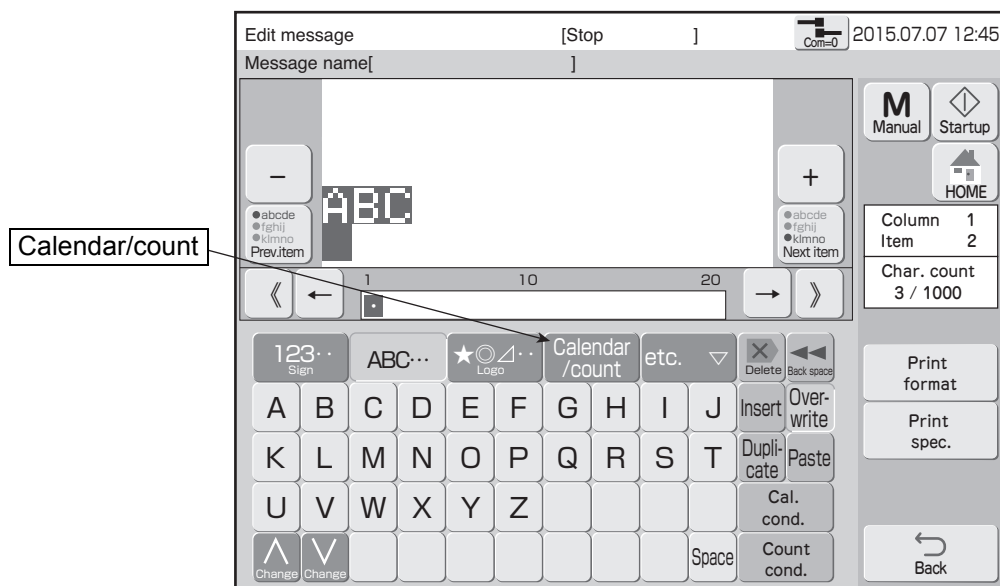 Edit message [Stop ] Com=0 2015.07.07 12:45
Message name[ ]
M
Manual
Startup
HOME
−
+
ABC
abcde
fghij
klmno
Prev.item
abcde
fghij
klmno
Next item
Column 1
Item 2
Char. count
3 / 1000
Calendar/count
《 ← 1 10 20 → 》
123··
Sign
ABC···
★◎⊿··
Logo
Calendar
/count
etc. ▽
Delete
Back space
A B C D E F G H I J
Insert
Over-
write
K L M N O P Q R S T
Dupli-
cate
Paste
U V W X Y Z
Cal.
cond.
Change
Change
Space
Count
cond.
Print
format
Print
spec.
Back